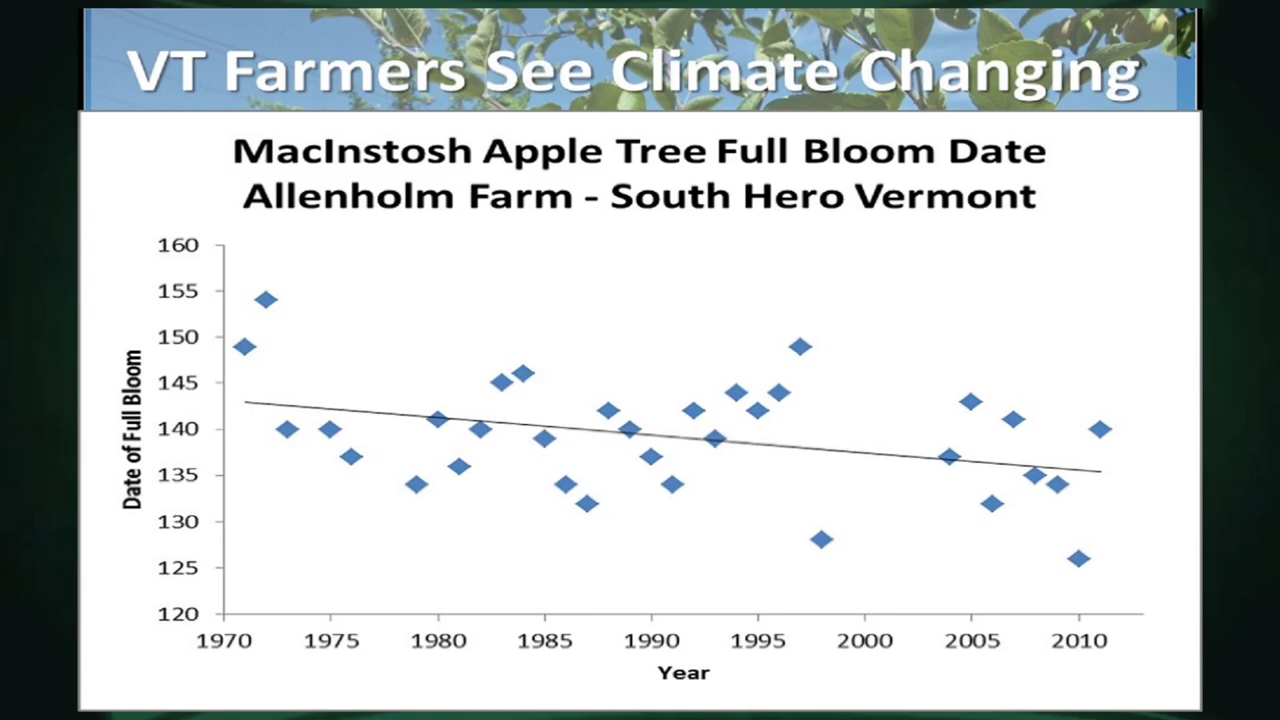 VT Farmers See Climate Changing
MacInstosh Apple Tree Full Bloom Date
Allenholm Farm - South Hero Vermont
160
155
150
145
140
135
130
125
120
Date of Full Bloom
1970 1975 1980 1985 1990 1995 2000 2005 2010
Year